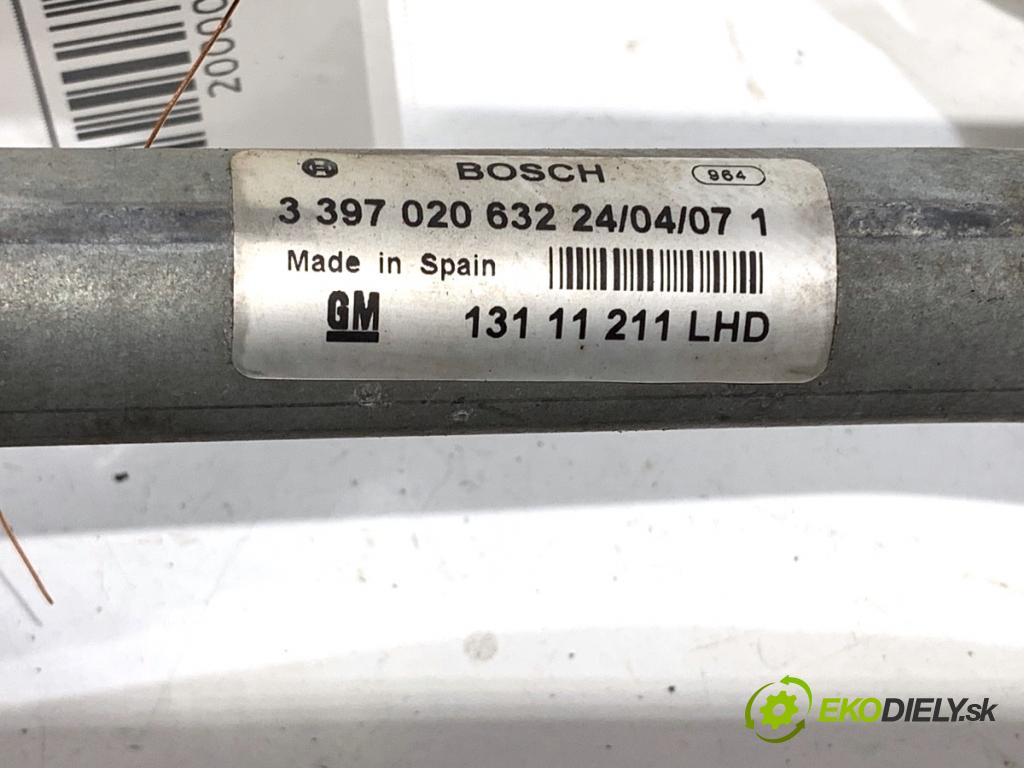 2000
BOSCH 964
3 397 020 632 24/04/07 1
Made in Spain
GM 131 11 211 LHD
EKODIELY.sk